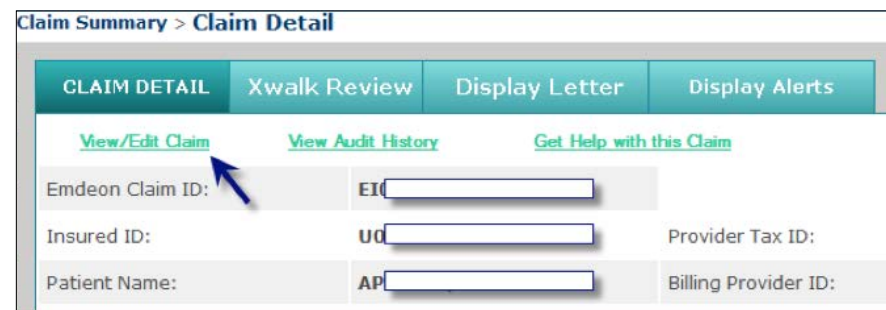 Claim Summary > Claim Detail
CLAIM DETAIL Xwalk Review Display Letter Display Alerts
View/Edit Claim View Audit History Get Help with this Claim
Emdeon Claim ID: EI
Insured ID: U0 Provider Tax ID:
Patient Name: AP Billing Provider ID: